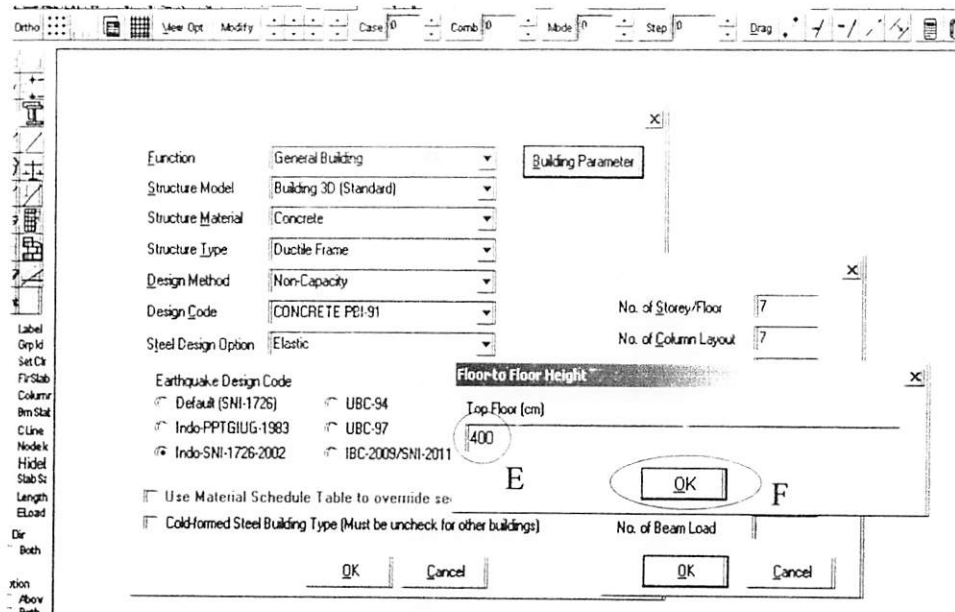 Ortho View Opt Modify Case 0 Comb 0 Mode 0 Step 0 Drag
Function General Building Building Parameter
Structure Model Building 3D (Standard)
Structure Material Concrete
Structure Type Ductile Frame
Design Method Non-Capacity
Design Code CONCRETE PBI-91
Steel Design Option Elastic
No. of Storey/Floor 7
No. of Column Layout 7
Earthquake Design Code
Default (SNI-1726) UBC-94
Indo-PPTGIUG-1983 UBC-97
Indo-SNI-1726-2002 IBC-2009/SNI-2011
Floor-to Floor Height
Top Floor (cm)
400
E
OK
F
Use Material Schedule Table to override se
Cold-formed Steel Building Type (Must be uncheck for other buildings)
No. of Beam Load
OK Cancel
OK Cancel
Label
Grp Id
Set Clr
FlrSlab
Column
Bm Slab
C Line
Node k
Hidel
Slab Sz
Length
ELoad
Dir
Both
xtion
Abov
Both